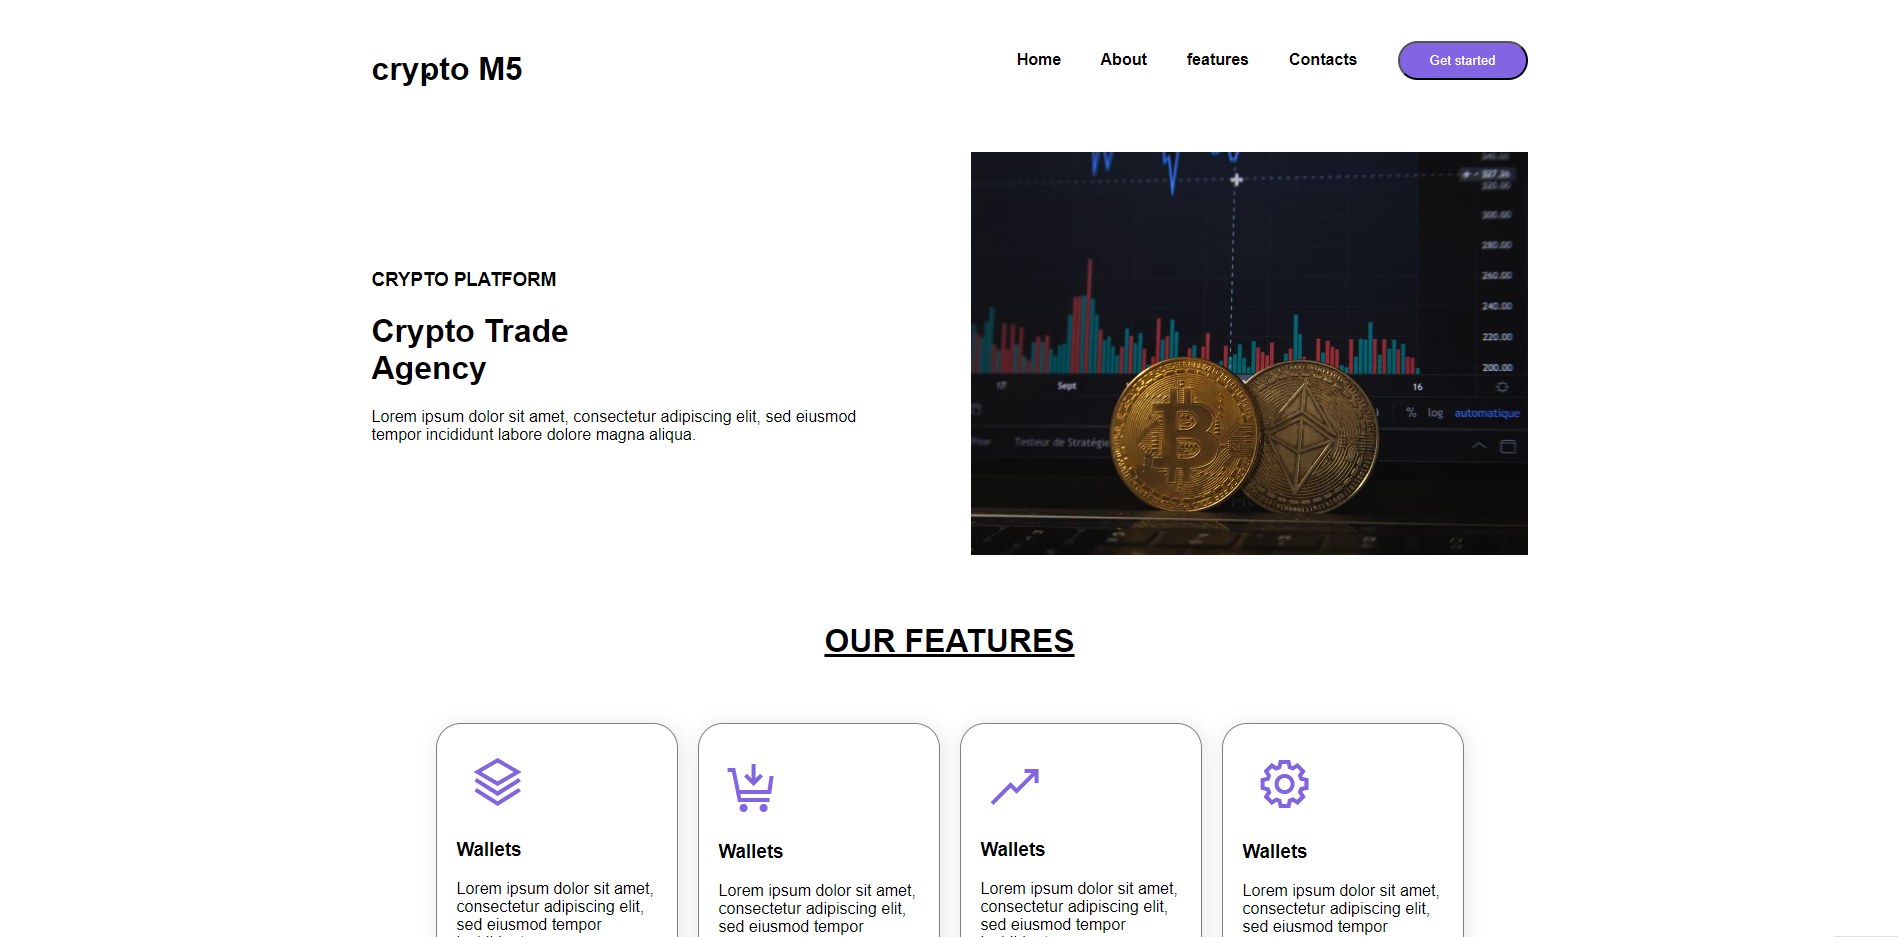 crypto M5
Home About features Contacts Get started
340.00
327.26
320.00
300.00
280.00
260.00
240.00
220.00
200.00
17 Sept 16
% log automatique
Testeur de Stratégie
CRYPTO PLATFORM
Crypto Trade
Agency
Lorem ipsum dolor sit amet, consectetur adipiscing elit, sed eiusmod
tempor incididunt labore dolore magna aliqua.
OUR FEATURES
Wallets
Lorem ipsum dolor sit amet,
consectetur adipiscing elit,
sed eiusmod tempor
Wallets
Lorem ipsum dolor sit amet,
consectetur adipiscing elit,
sed eiusmod tempor
Wallets
Lorem ipsum dolor sit amet,
consectetur adipiscing elit,
sed eiusmod tempor
Wallets
Lorem ipsum dolor sit amet,
consectetur adipiscing elit,
sed eiusmod tempor